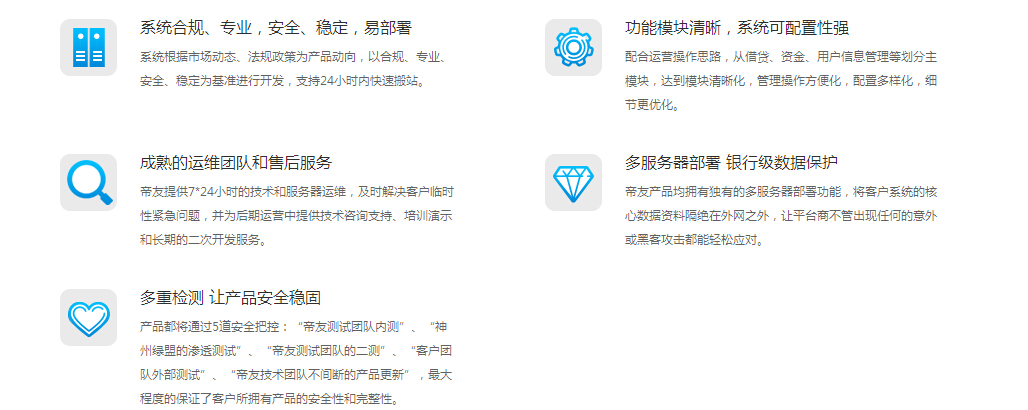 系统合规、专业，安全、稳定，易部署
系统根据市场动态、法规政策为产品动向，以合规、专业、
安全、稳定为基准进行开发，支持24小时内快速搬站。
功能模块清晰，系统可配置性强
配合运营操作思路，从借贷、资金、用户信息管理等划分主
模块，达到模块清晰化，管理操作方便化，配置多样化，细
节更优化。
成熟的运维团队和售后服务
帝友提供7*24小时的技术和服务器运维，及时解决客户临时
性紧急问题，并为后期运营中提供技术咨询支持、培训演示
和长期的二次开发服务。
多服务器部署 银行级数据保护
帝友产品均拥有独有的多服务器部署功能，将客户系统的核
心数据资料隔绝在外网之外，让平台商不管出现任何的意外
或黑客攻击都能轻松应对。
多重检测 让产品安全稳固
产品都将通过5道安全把控：“帝友测试团队内测”、“神
州绿盟的渗透测试”、“帝友测试团队的二测”、“客户团
队外部测试”、“帝友技术团队不间断的产品更新”，最大
程度的保证了客户所拥有产品的安全性和完整性。